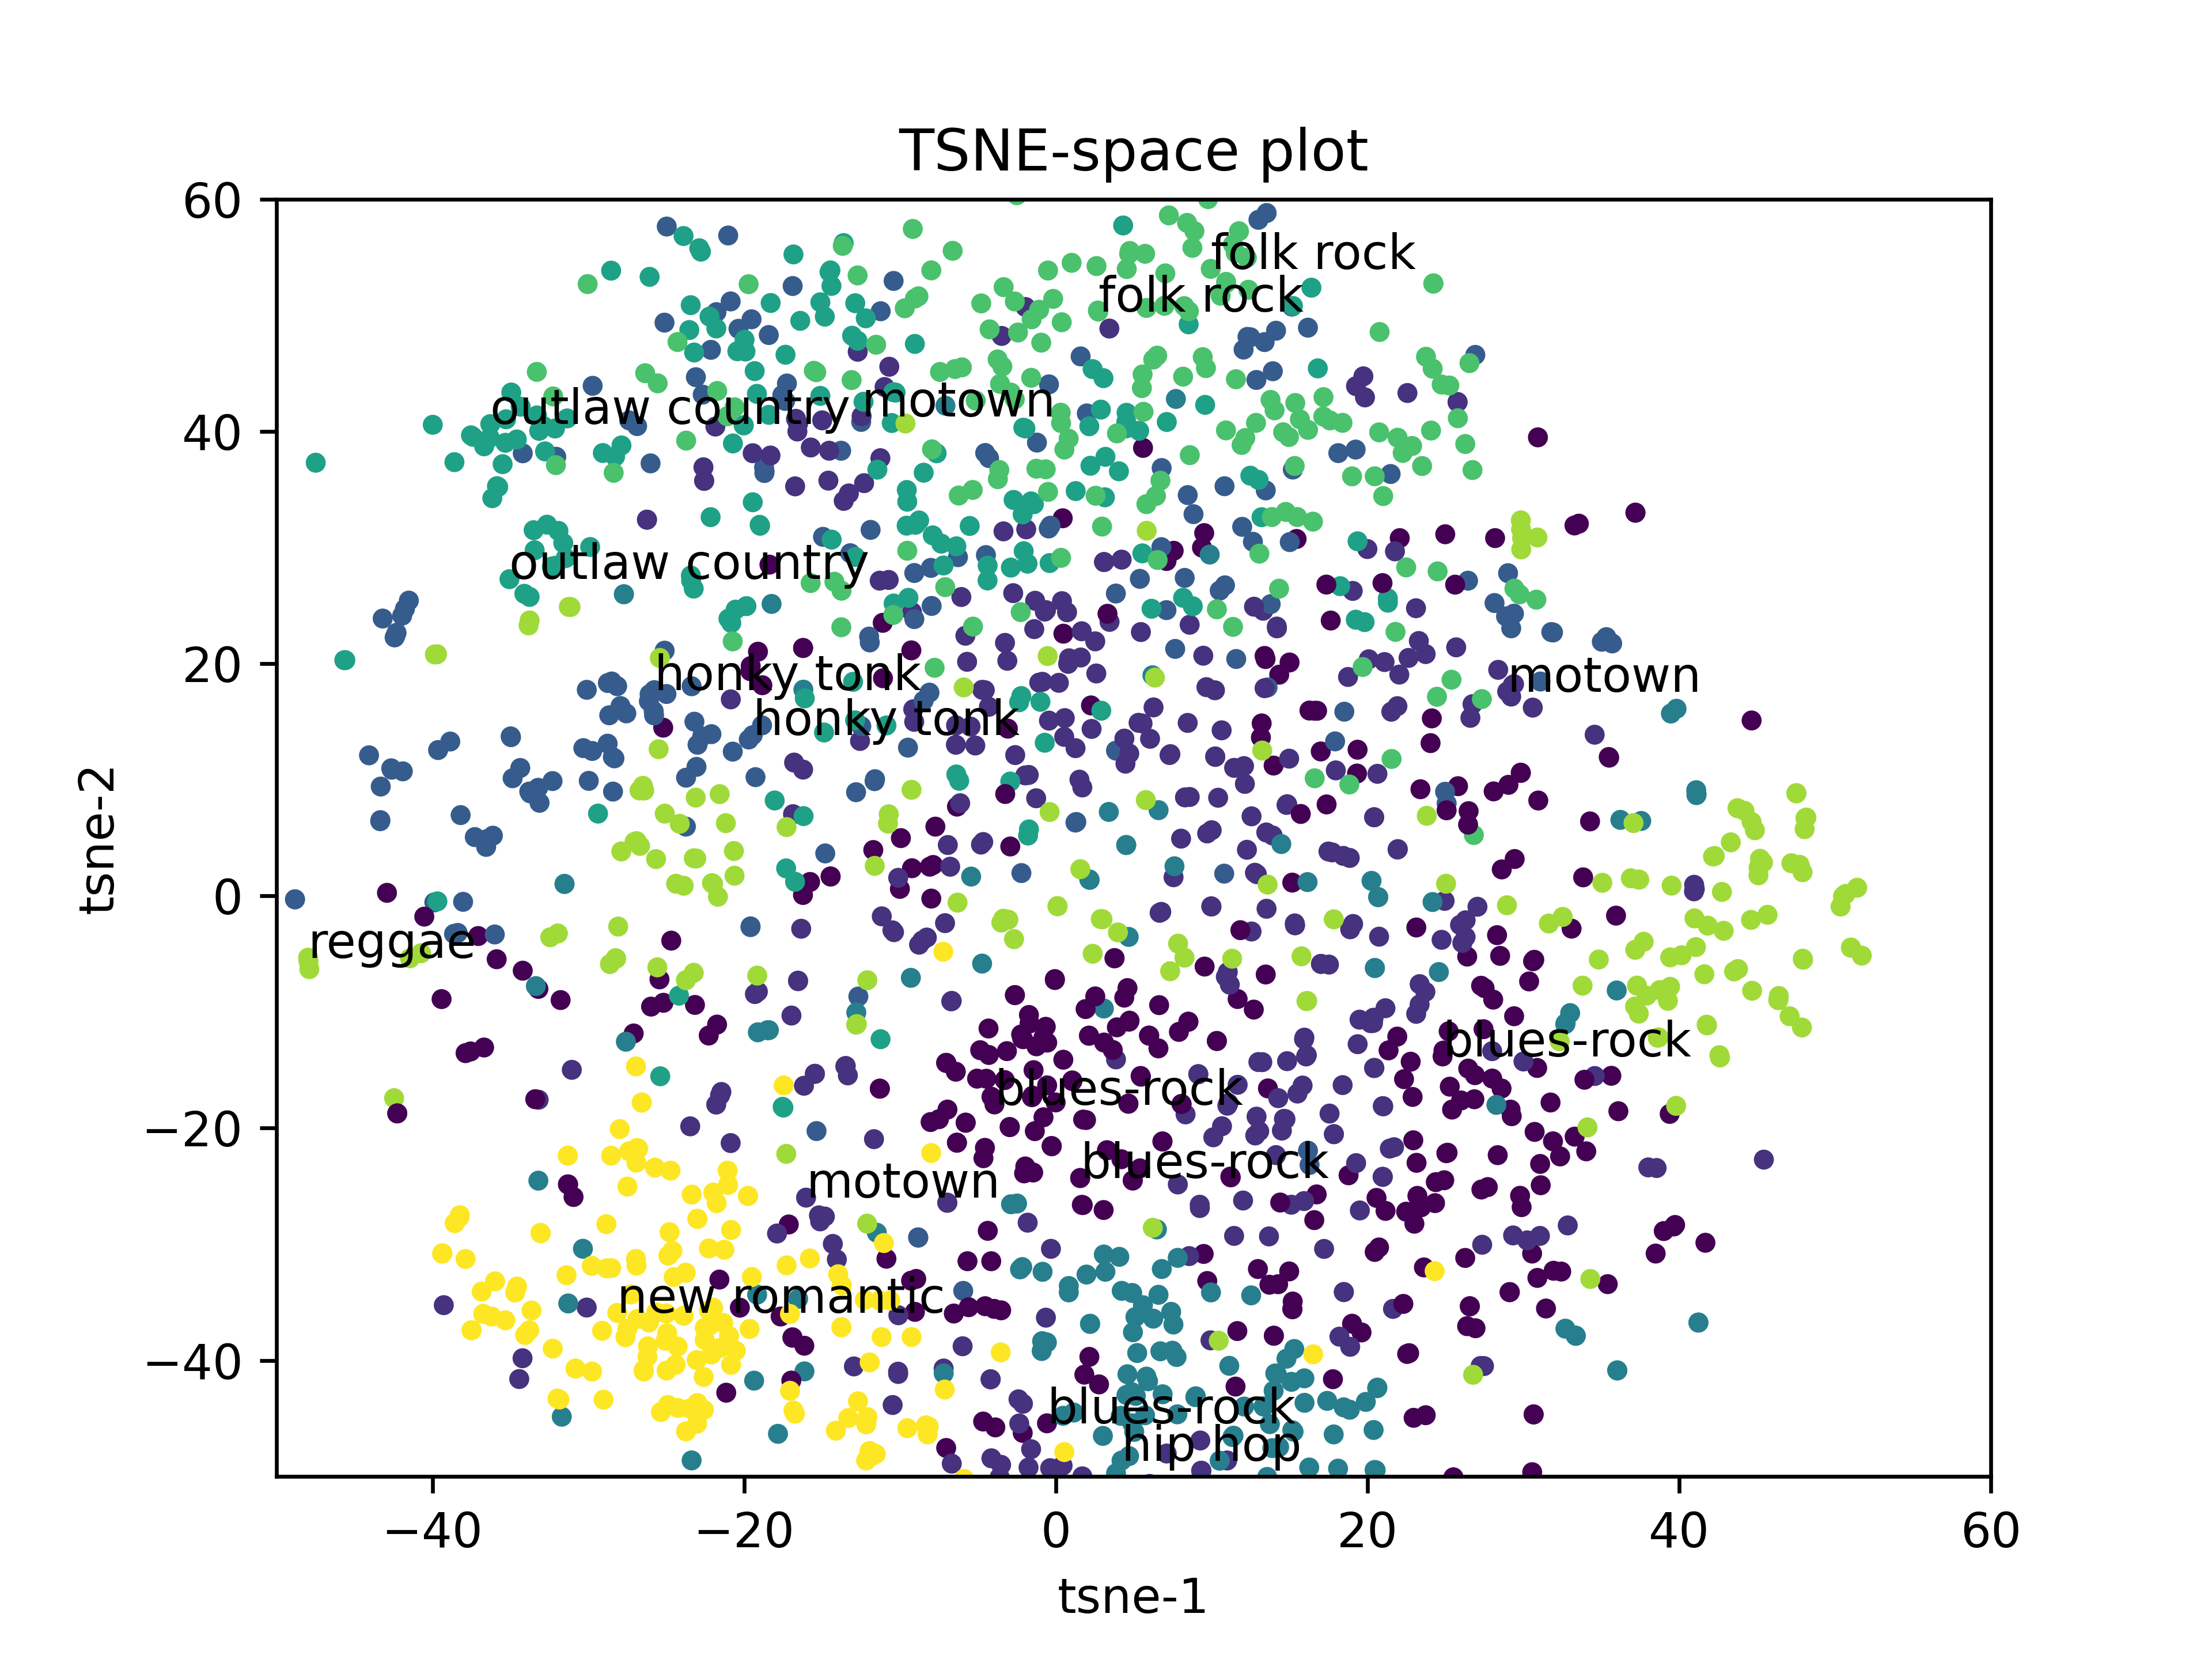 TSNE-space plot
60
folk rock
folk rock
40
outlaw country
motown
outlaw country
20
honky tonk
motown
honky tonk
tsne-2
0
reggae
blues-rock
blues-rock
−20
blues-rock
motown
new romantic
−40
blues-rock
hip hop
−40 −20 0 20 40 60
tsne-1